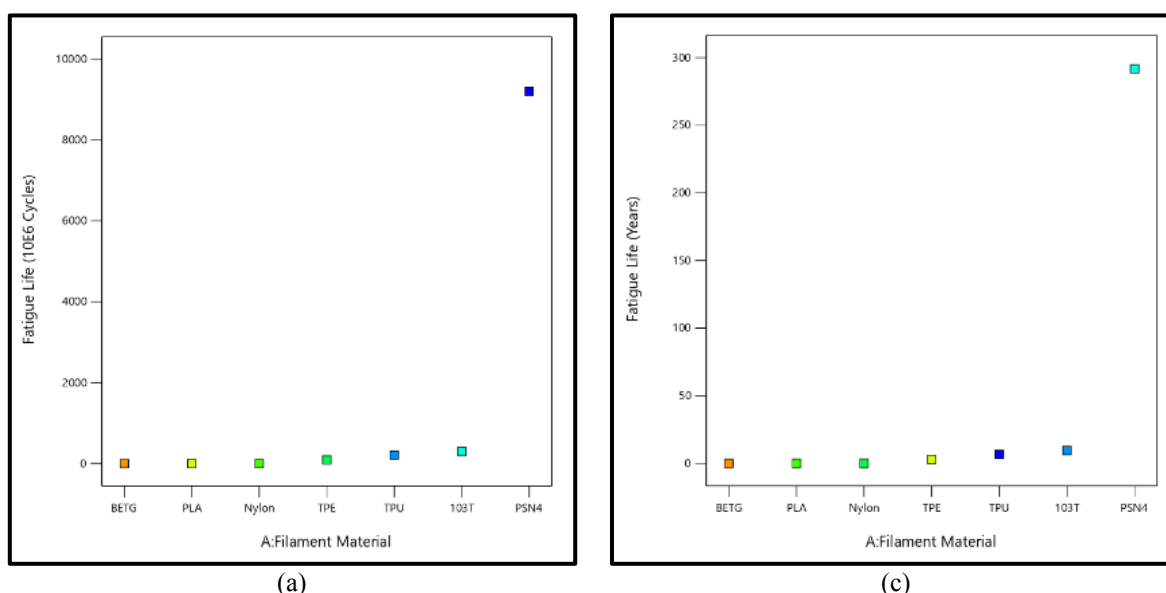 10000
8000
6000
4000
2000
0
Fatigue Life (10E6 Cycles)
BETG PLA Nylon TPE TPU 103T PSN4
A:Filament Material
(a)
300
250
200
150
100
50
0
Fatigue Life (Years)
BETG PLA Nylon TPE TPU 103T PSN4
A:Filament Material
(c)